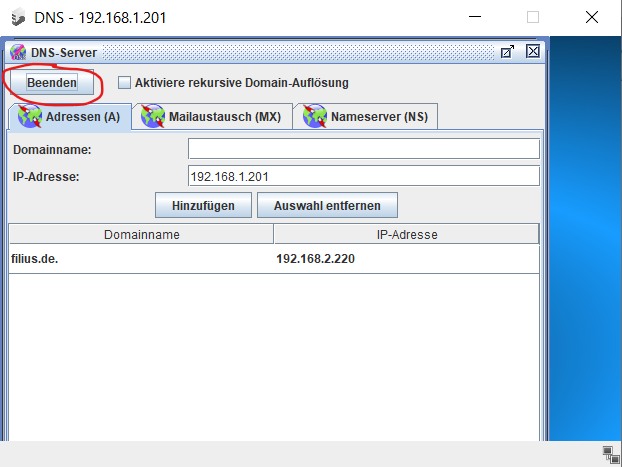 DNS - 192.168.1.201
DNS-Server
Beenden Aktiviere rekursive Domain-Auflösung
Adressen (A) Mailaustausch (MX) Nameserver (NS)
Domainname:
IP-Adresse: 192.168.1.201
Hinzufügen Auswahl entfernen
Domainname IP-Adresse
filius.de. 192.168.2.220